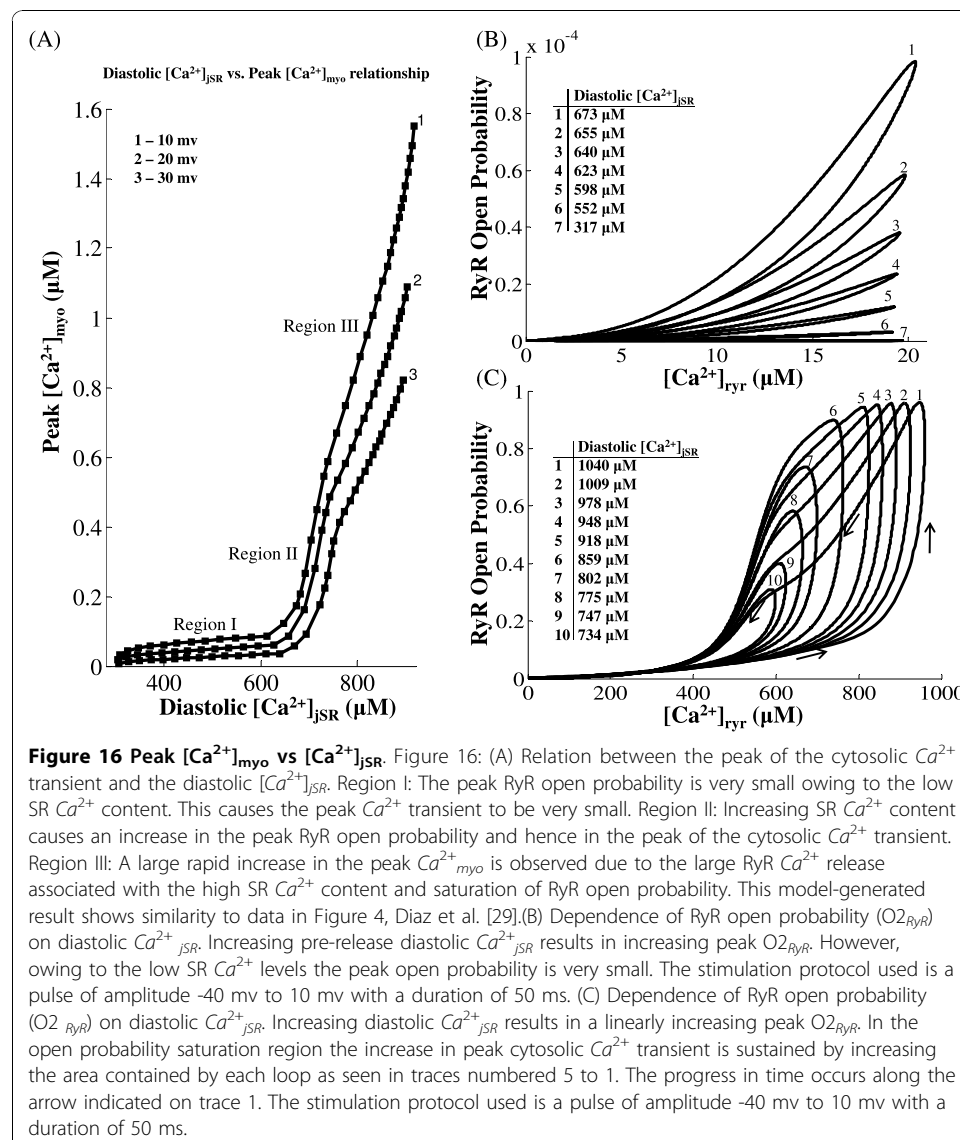 (A)
Diastolic [Ca²⁺]jSR vs. Peak [Ca²⁺]myo relationship
1.6
1.4
1.2
1
0.8
0.6
0.4
0.2
0
Peak [Ca²⁺]myo (μM)
1 – 10 mv
2 – 20 mv
3 – 30 mv
1
2
3
Region III
Region II
Region I
400 600 800
Diastolic [Ca²⁺]jSR (μM)
(B)
x 10⁻⁴
1
0.8
0.6
0.4
0.2
0
RyR Open Probability
Diastolic [Ca²⁺]jSR
1 673 μM
2 655 μM
3 640 μM
4 623 μM
5 598 μM
6 552 μM
7 317 μM
1
2
3
4
5
6
7
0 5 10 15 20
[Ca²⁺]ryr (μM)
(C)
1
0.8
0.6
0.4
0.2
0
RyR Open Probability
Diastolic [Ca²⁺]jSR
1 1040 μM
2 1009 μM
3 978 μM
4 948 μM
5 918 μM
6 859 μM
7 802 μM
8 775 μM
9 747 μM
10 734 μM
6 5 4 3 2 1
7
8
9
10
0 200 400 600 800 1000
[Ca²⁺]ryr (μM)
Figure 16 Peak [Ca²⁺]myo vs [Ca²⁺]jSR. Figure 16: (A) Relation between the peak of the cytosolic Ca²⁺
transient and the diastolic [Ca²⁺]jSR. Region I: The peak RyR open probability is very small owing to the low
SR Ca²⁺ content. This causes the peak Ca²⁺ transient to be very small. Region II: Increasing SR Ca²⁺ content
causes an increase in the peak RyR open probability and hence in the peak of the cytosolic Ca²⁺ transient.
Region III: A large rapid increase in the peak Ca²⁺myo is observed due to the large RyR Ca²⁺ release
associated with the high SR Ca²⁺ content and saturation of RyR open probability. This model-generated
result shows similarity to data in Figure 4, Diaz et al. [29].(B) Dependence of RyR open probability (O2RyR)
on diastolic Ca²⁺ jSR. Increasing pre-release diastolic Ca²⁺jSR results in increasing peak O2RyR. However,
owing to the low SR Ca²⁺ levels the peak open probability is very small. The stimulation protocol used is a
pulse of amplitude -40 mv to 10 mv with a duration of 50 ms. (C) Dependence of RyR open probability
(O2 RyR) on diastolic Ca²⁺jSR. Increasing diastolic Ca²⁺jSR results in a linearly increasing peak O2RyR. In the
open probability saturation region the increase in peak cytosolic Ca²⁺ transient is sustained by increasing
the area contained by each loop as seen in traces numbered 5 to 1. The progress in time occurs along the
arrow indicated on trace 1. The stimulation protocol used is a pulse of amplitude -40 mv to 10 mv with a
duration of 50 ms.